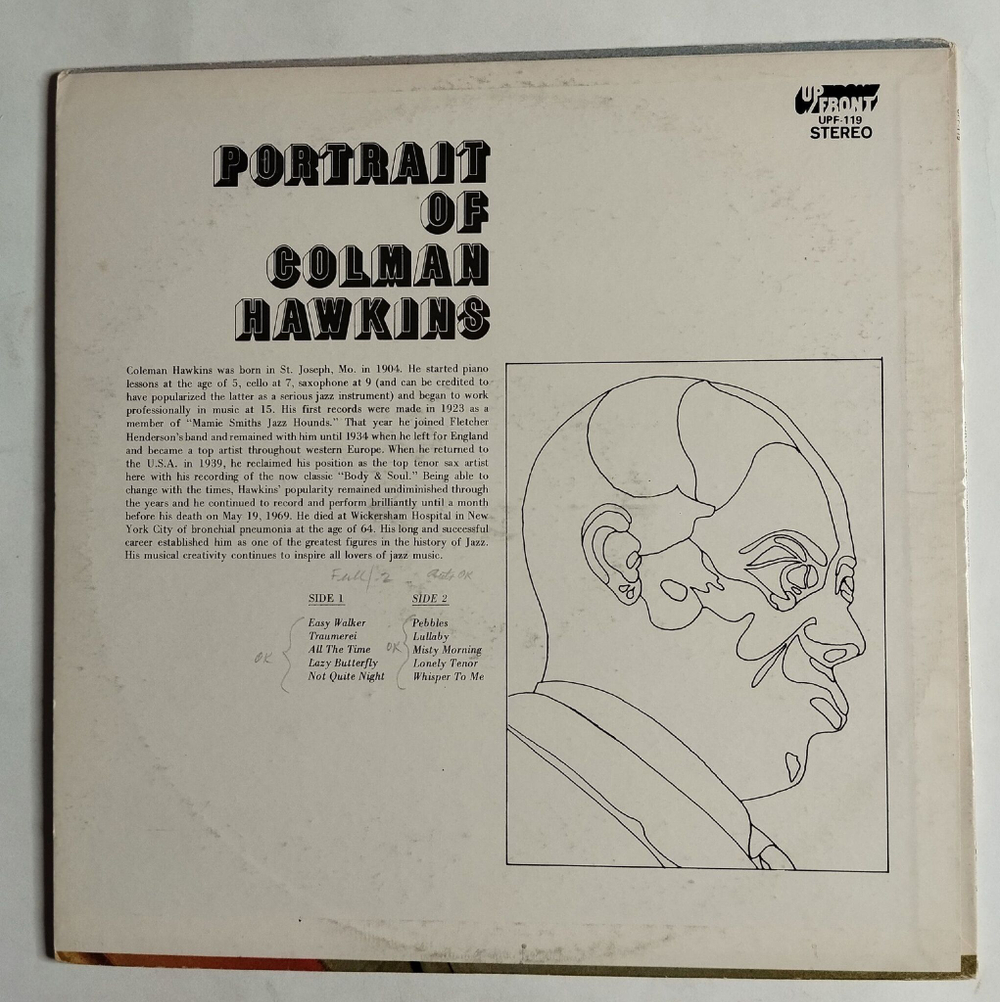 UP FRONT
UPF-119
STEREO
PORTRAIT
OF
COLMAN
HAWKINS
Coleman Hawkins was born in St. Joseph, Mo. in 1904. He started piano
lessons at the age of 5, cello at 7, saxophone at 9 (and can be credited to
have popularized the latter as a serious jazz instrument) and began to work
professionally in music at 15. His first records were made in 1923 as a
member of "Mamie Smiths Jazz Hounds." That year he joined Fletcher
Henderson's band and remained with him until 1934 when he left for England
and became a top artist throughout western Europe. When he returned to
the U.S.A. in 1939, he reclaimed his position as the top tenor sax artist
here with his recording of the now classic "Body & Soul." Being able to
change with the times, Hawkins' popularity remained undiminished through
the years and he continued to record and perform brilliantly until a month
before his death on May 19, 1969. He died at Wickersham Hospital in New
York City of bronchial pneumonia at the age of 64. His long and successful
career established him as one of the greatest figures in the history of Jazz.
His musical creativity continues to inspire all lovers of jazz music.
SIDE 1
Easy Walker
Traumerei
All The Time
Lazy Butterfly
Not Quite Night
OK
SIDE 2
Pebbles
Lullaby
Misty Morning
Lonely Tenor
Whisper To Me
OK